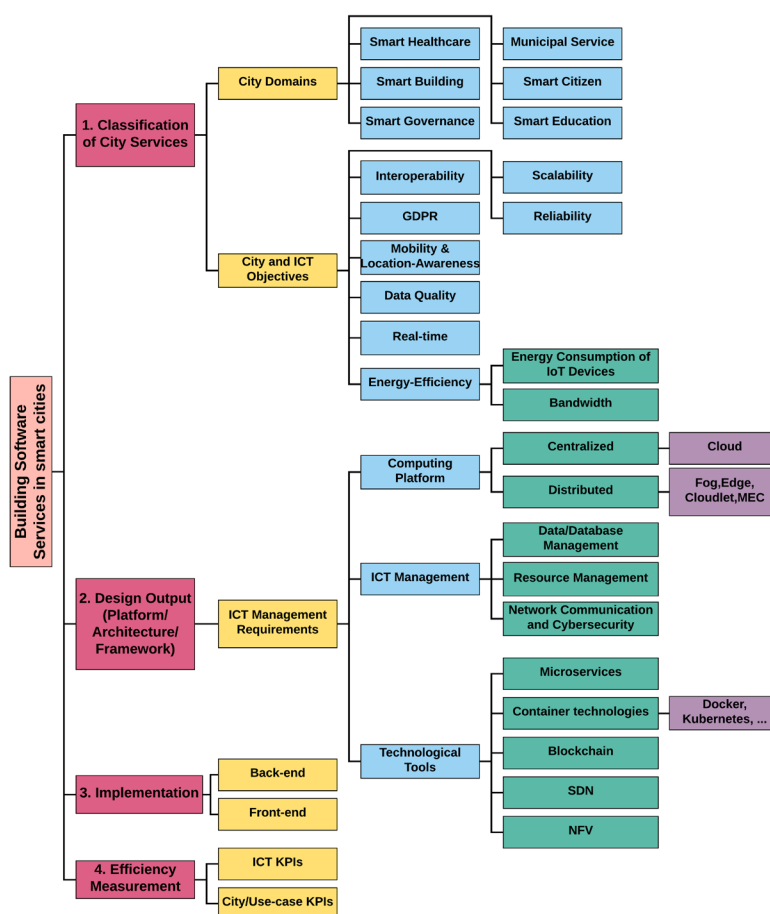 Building Software
Services in smart cities
1. Classification
of City Services
City Domains
Smart Healthcare
Municipal Service
Smart Building
Smart Citizen
Smart Governance
Smart Education
City and ICT
Objectives
Interoperability
Scalability
GDPR
Reliability
Mobility &
Location-Awareness
Data Quality
Real-time
Energy-Efficiency
Energy Consumption of
IoT Devices
Bandwidth
2. Design Output
(Platform/
Architecture/
Framework)
ICT Management
Requirements
Computing
Platform
Centralized
Cloud
Distributed
Fog,Edge,
Cloudlet,MEC
ICT Management
Data/Database
Management
Resource Management
Network Communication
and Cybersecurity
Technological
Tools
Microservices
Container technologies
Docker,
Kubernetes, ...
Blockchain
SDN
NFV
3. Implementation
Back-end
Front-end
4. Efficiency
Measurement
ICT KPIs
City/Use-case KPIs